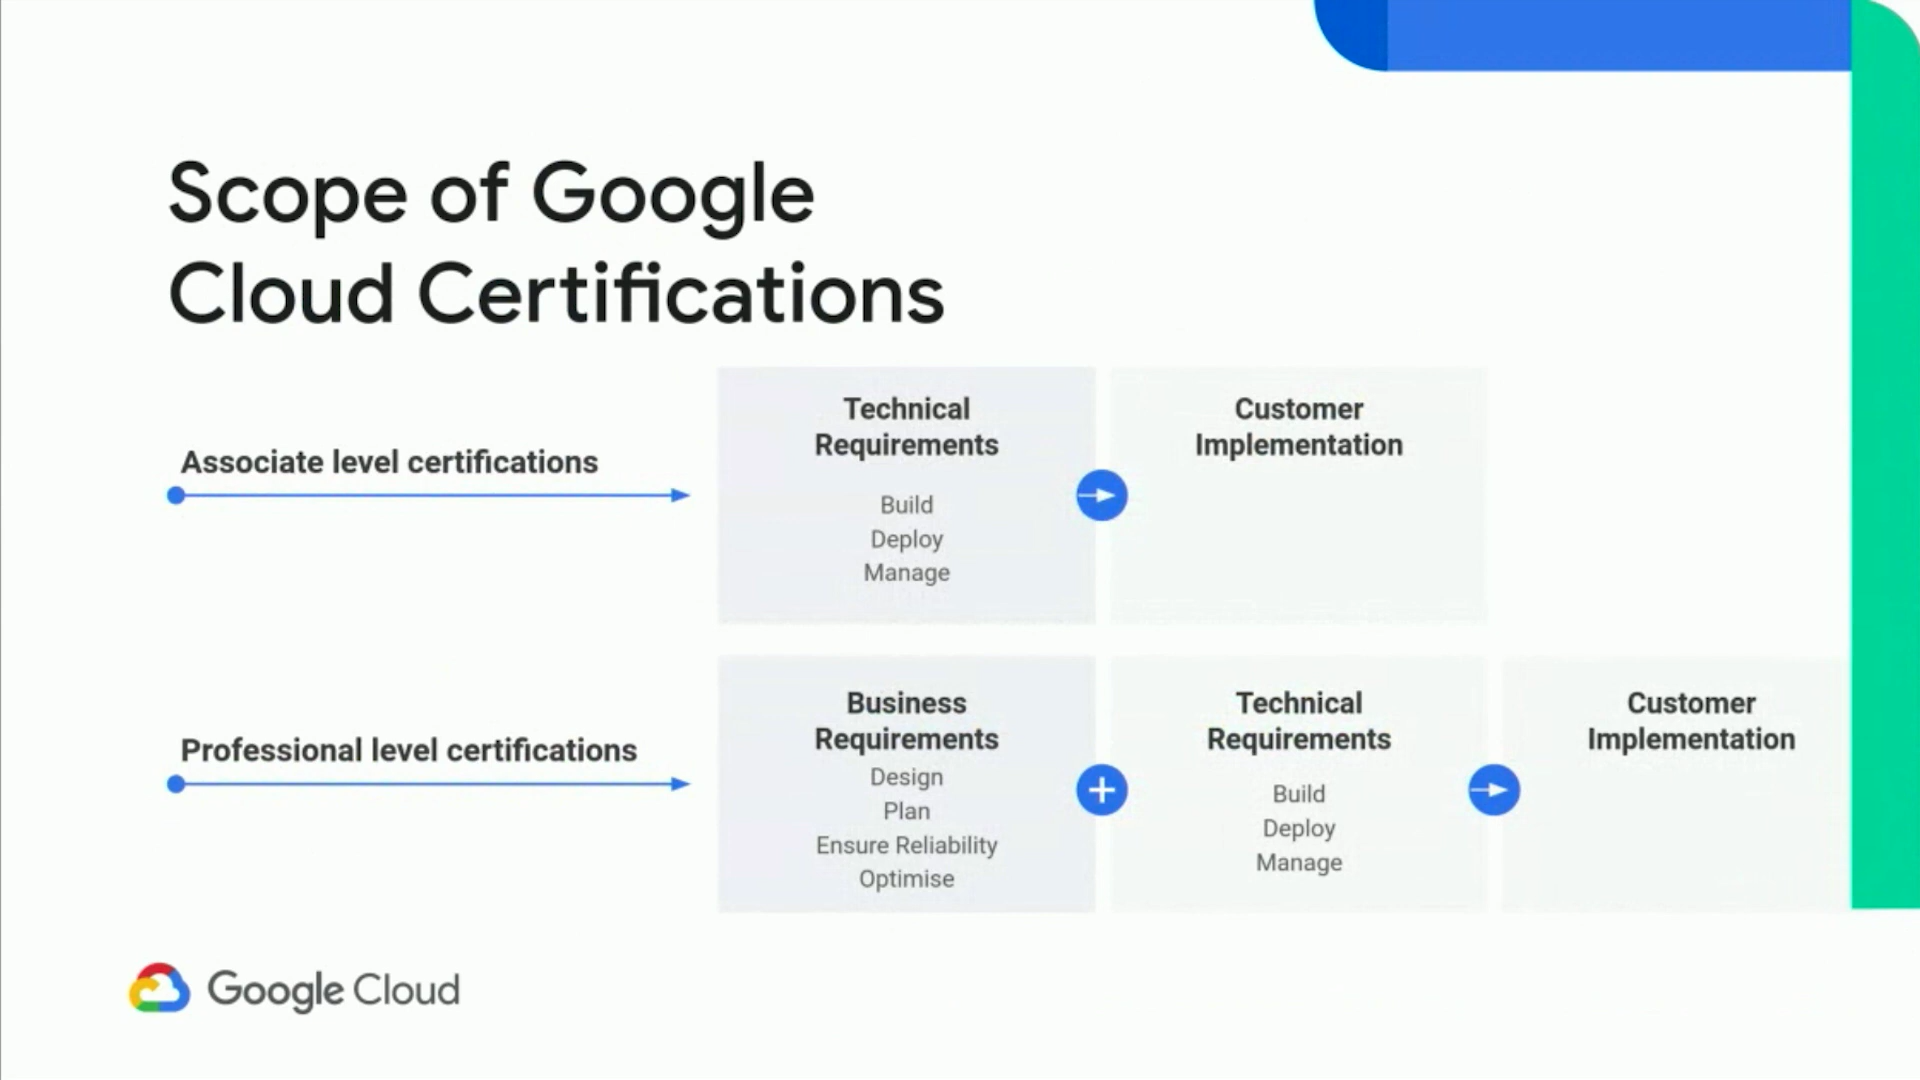 Scope of Google
Cloud Certifications
Associate level certifications
Technical
Requirements
Build
Deploy
Manage
Customer
Implementation
Professional level certifications
Business
Requirements
Design
Plan
Ensure Reliability
Optimise
Technical
Requirements
Build
Deploy
Manage
Customer
Implementation
Google Cloud